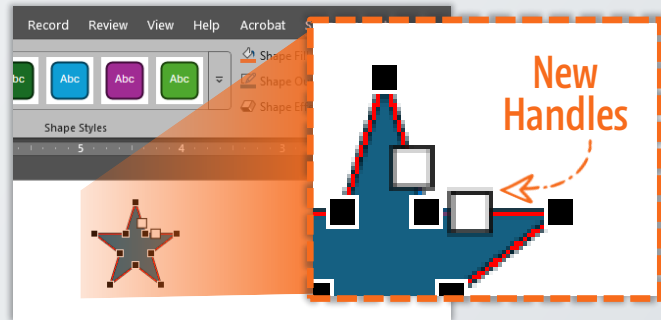 Record Review View Help Acrobat S
bc Abc Abc Abc Shape Fi
Shape O
Shape Ef
Shape Styles
5 4 3
New
Handles